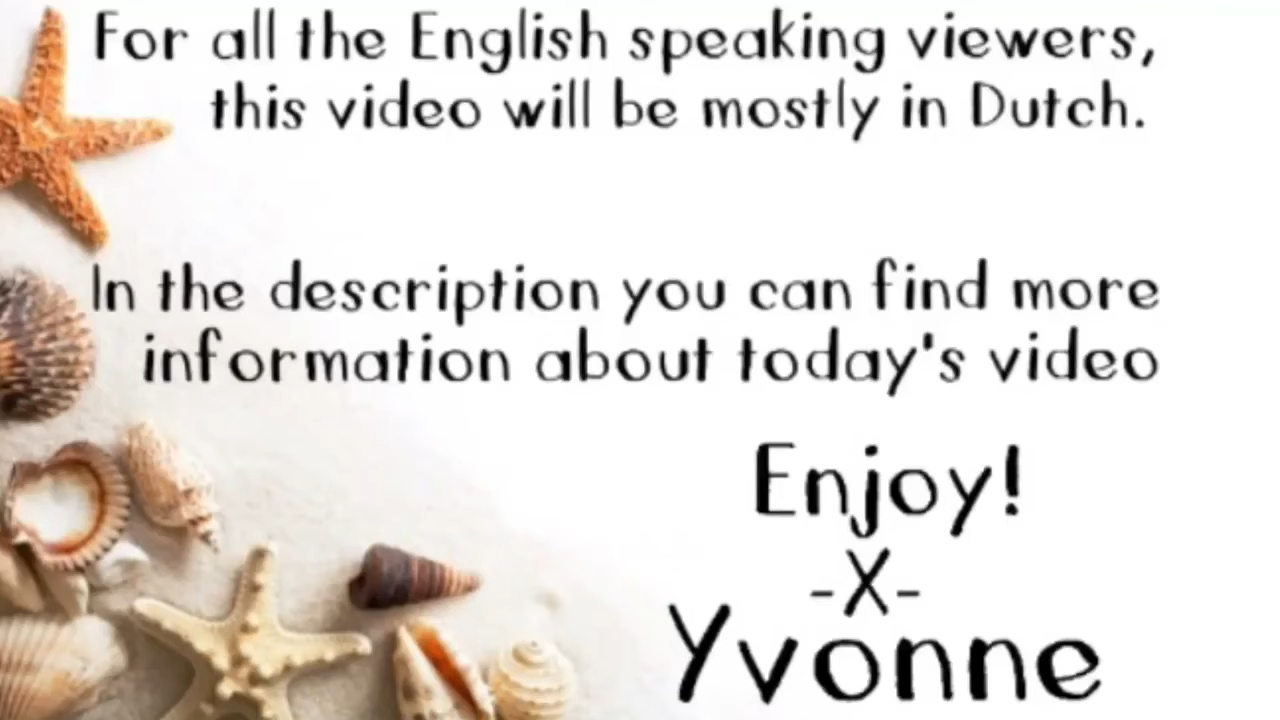 For all the English speaking viewers,
this video will be mostly in Dutch.
In the description you can find more
information about today's video
Enjoy!
-X-
Yvonne